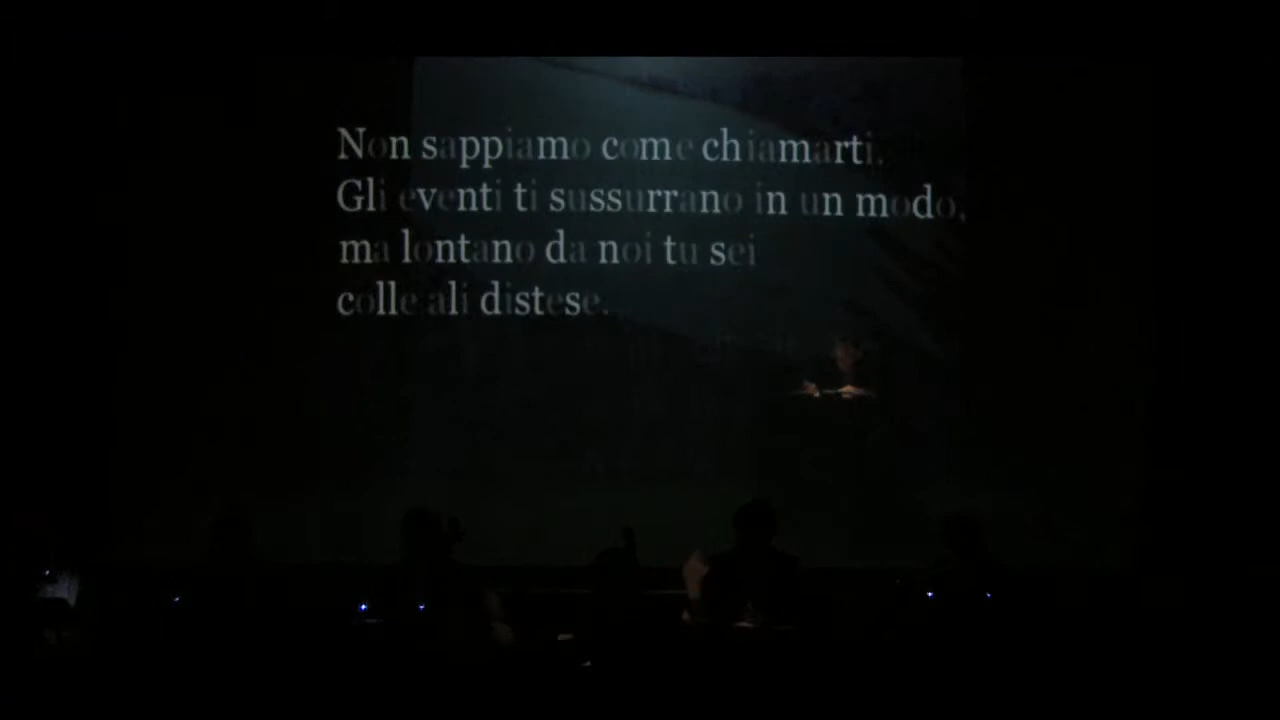 Non sappiamo come chiamarti.
Gli eventi ti sussurrano in un modo,
ma lontano da noi tu sei
colle ali distese.